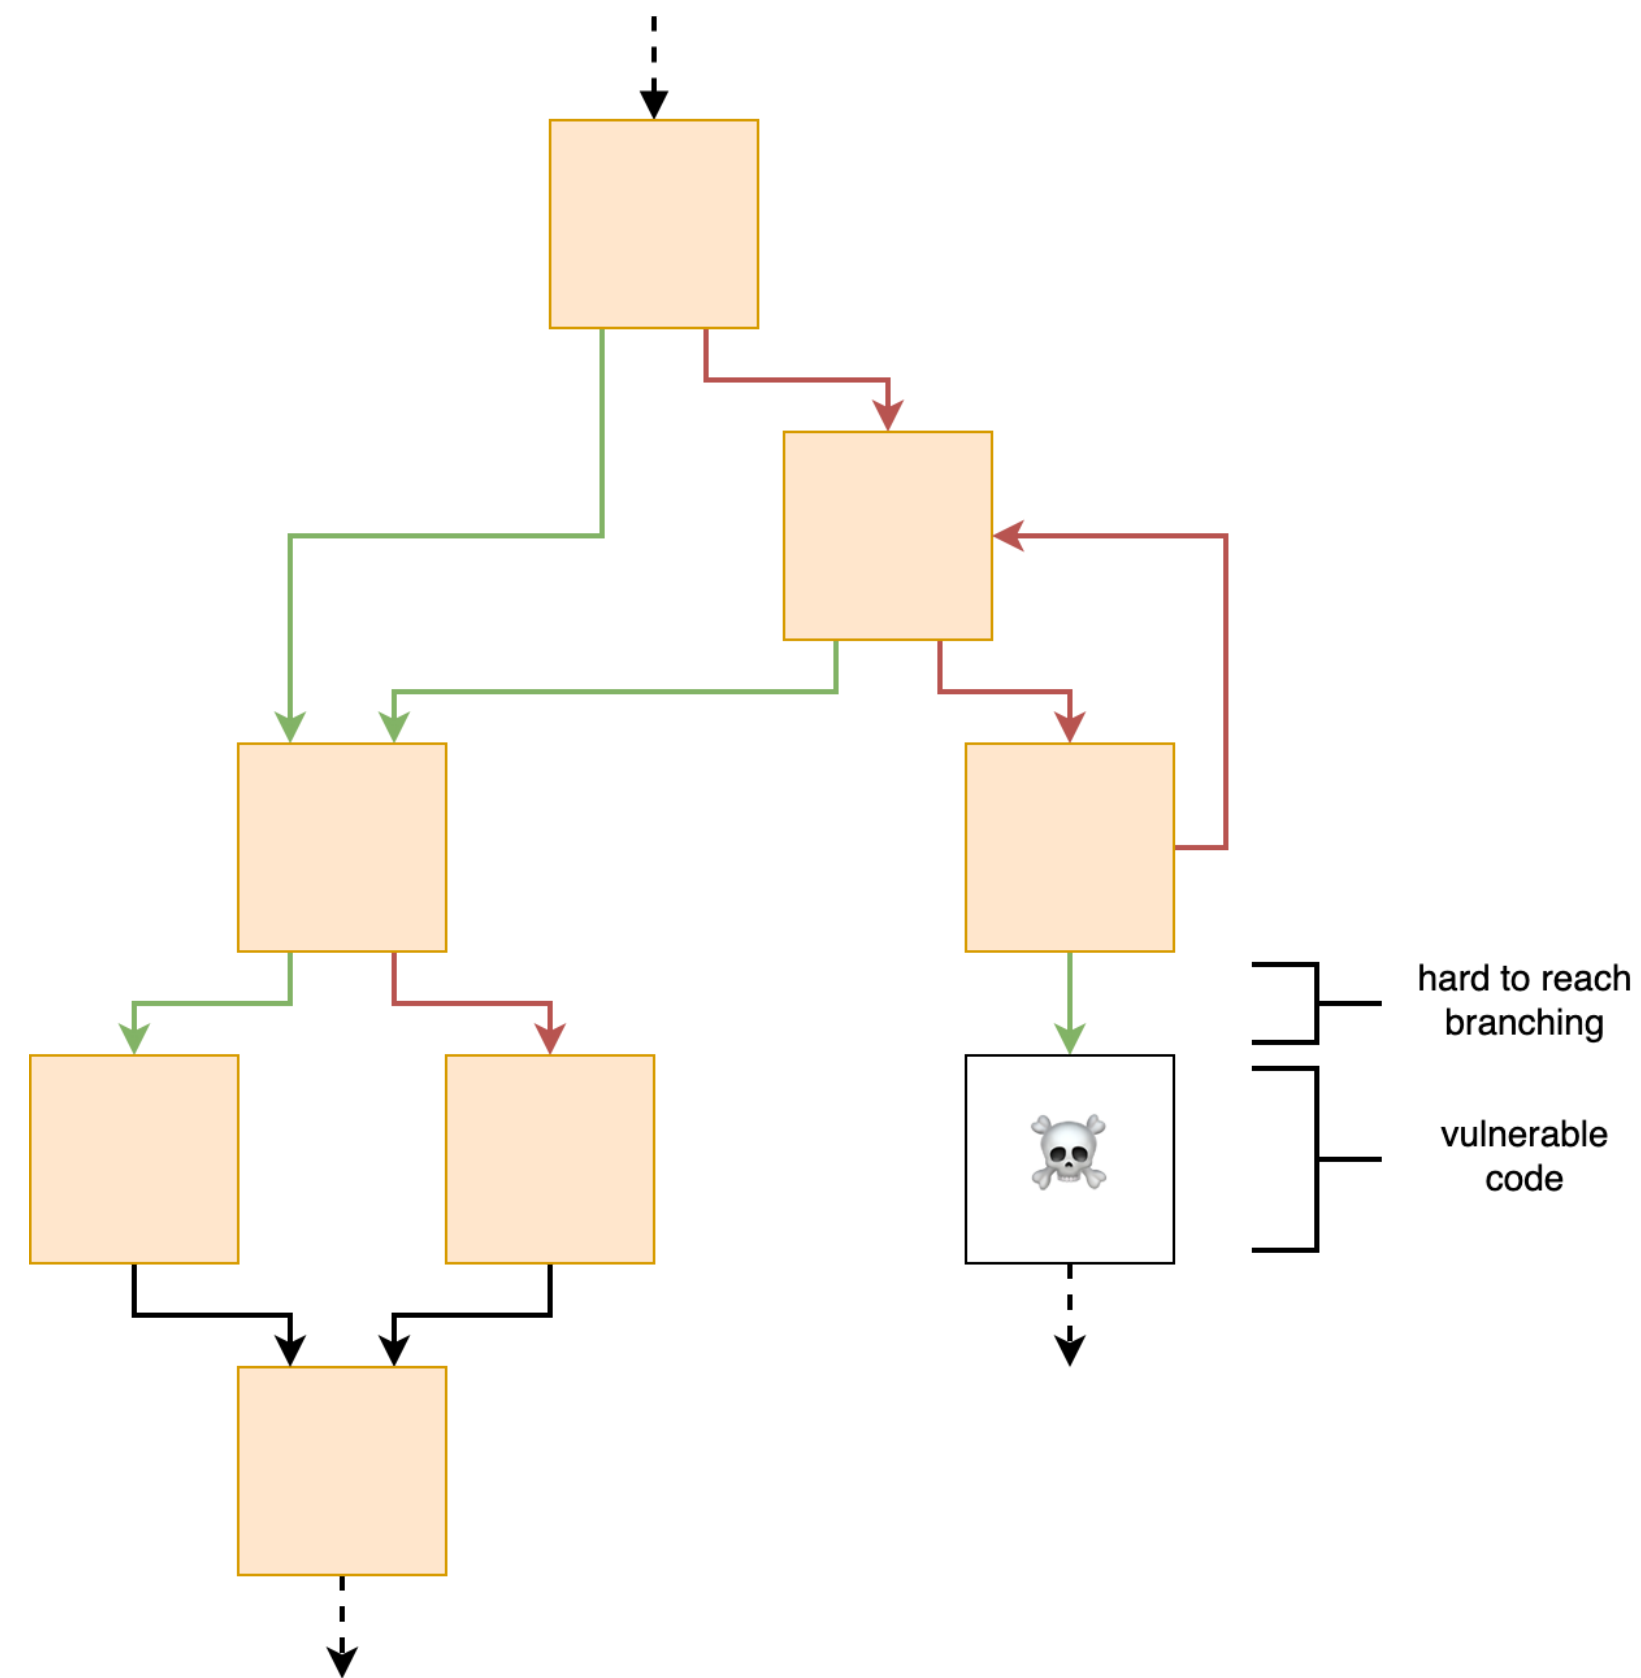 hard to reach
branching
vulnerable
code